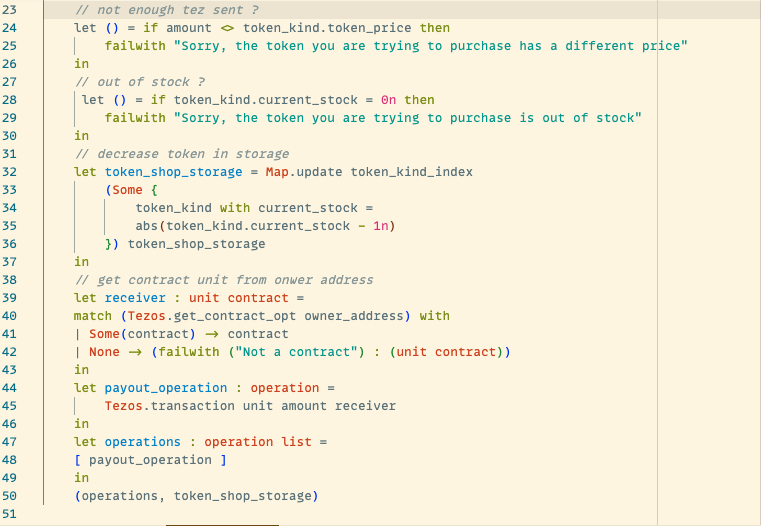 23 // not enough tez sent ?
24 let () = if amount <> token_kind.token_price then
25 failwith "Sorry, the token you are trying to purchase has a different price"
26 in
27 // out of stock ?
28 let () = if token_kind.current_stock = 0n then
29 failwith "Sorry, the token you are trying to purchase is out of stock"
30 in
31 // decrease token in storage
32 let token_shop_storage = Map.update token_kind_index
33 (Some {
34 token_kind with current_stock =
35 abs(token_kind.current_stock - 1n)
36 }) token_shop_storage
37 in
38 // get contract unit from onwer address
39 let receiver : unit contract =
40 match (Tezos.get_contract_opt owner_address) with
41 | Some(contract) -> contract
42 | None -> (failwith ("Not a contract") : (unit contract))
43 in
44 let payout_operation : operation =
45 Tezos.transaction unit amount receiver
46 in
47 let operations : operation list =
48 [ payout_operation ]
49 in
50 (operations, token_shop_storage)
51